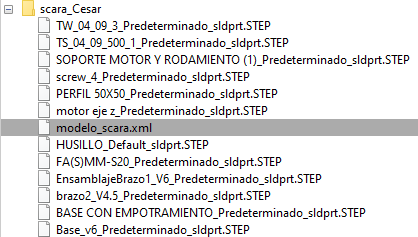 scara_Cesar
TW_04_09_3_Predeterminado_sldprt.STEP
TS_04_09_500_1_Predeterminado_sldprt.STEP
SOPORTE MOTOR Y RODAMIENTO (1)_Predeterminado_sldprt.STEP
screw_4_Predeterminado_sldprt.STEP
PERFIL 50X50_Predeterminado_sldprt.STEP
motor eje z_Predeterminado_sldprt.STEP
modelo_scara.xml
HUSILLO_Default_sldprt.STEP
FA(S)MM-S20_Predeterminado_sldprt.STEP
EnsamblajeBrazo1_V6_Predeterminado_sldprt.STEP
brazo2_V4.5_Predeterminado_sldprt.STEP
BASE CON EMPOTRAMIENTO_Predeterminado_sldprt.STEP
Base_v6_Predeterminado_sldprt.STEP